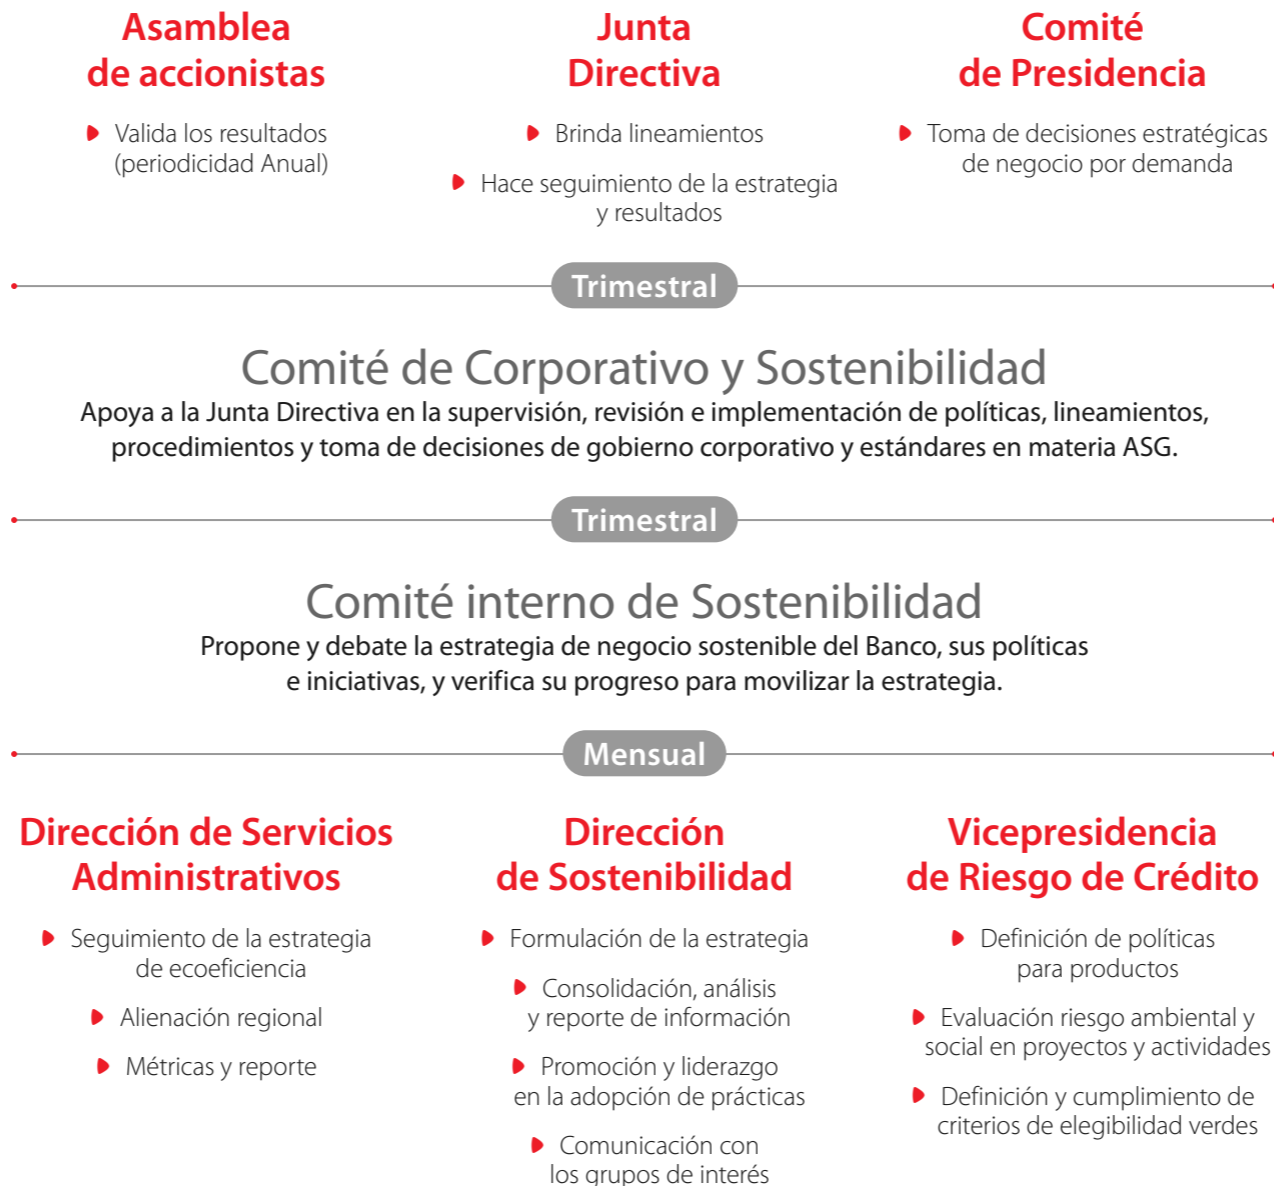 Asamblea
de accionistas
Valida los resultados
(periodicidad Anual)
Junta
Directiva
Brinda lineamientos
Hace seguimiento de la estrategia
y resultados
Comité
de Presidencia
Toma de decisiones estratégicas
de negocio por demanda
Trimestral
Comité de Corporativo y Sostenibilidad
Apoya a la Junta Directiva en la supervisión, revisión e implementación de políticas, lineamientos,
procedimientos y toma de decisiones de gobierno corporativo y estándares en materia ASG.
Trimestral
Comité interno de Sostenibilidad
Propone y debate la estrategia de negocio sostenible del Banco, sus políticas
e iniciativas, y verifica su progreso para movilizar la estrategia.
Mensual
Dirección de Servicios
Administrativos
Seguimiento de la estrategia
de ecoeficiencia
Alienación regional
Métricas y reporte
Dirección
de Sostenibilidad
Formulación de la estrategia
Consolidación, análisis
y reporte de información
Promoción y liderazgo
en la adopción de prácticas
Comunicación con
los grupos de interés
Vicepresidencia
de Riesgo de Crédito
Definición de políticas
para productos
Evaluación riesgo ambiental y
social en proyectos y actividades
Definición y cumplimiento de
criterios de elegibilidad verdes